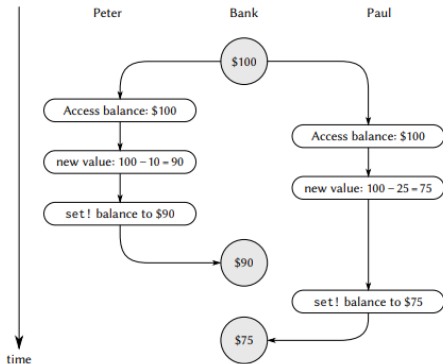 Peter Bank Paul
$100
Access balance: $100
Access balance: $100
new value: 100 – 10 = 90
new value: 100 – 25 = 75
set! balance to $90
$90
set! balance to $75
$75
time